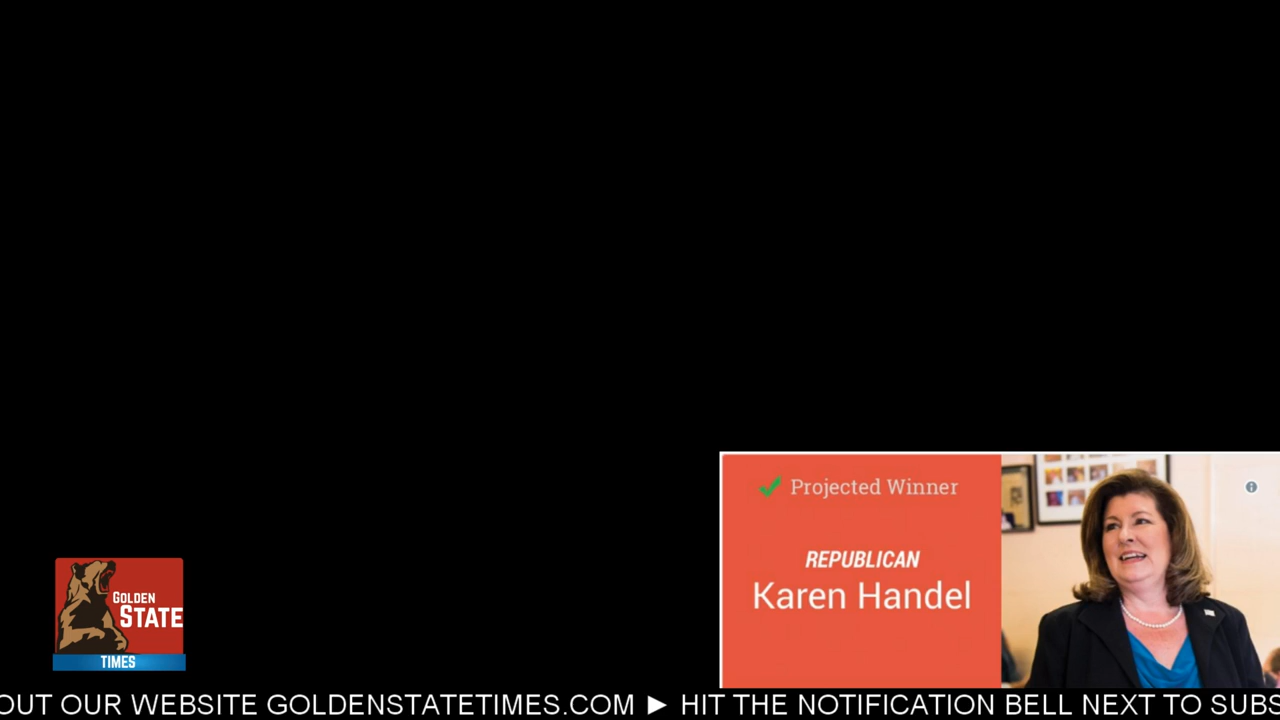 Projected Winner
REPUBLICAN
Karen Handel
GOLDEN
STATE
TIMES
OUT OUR WEBSITE GOLDENSTATETIMES.COM ► HIT THE NOTIFICATION BELL NEXT TO SUBS